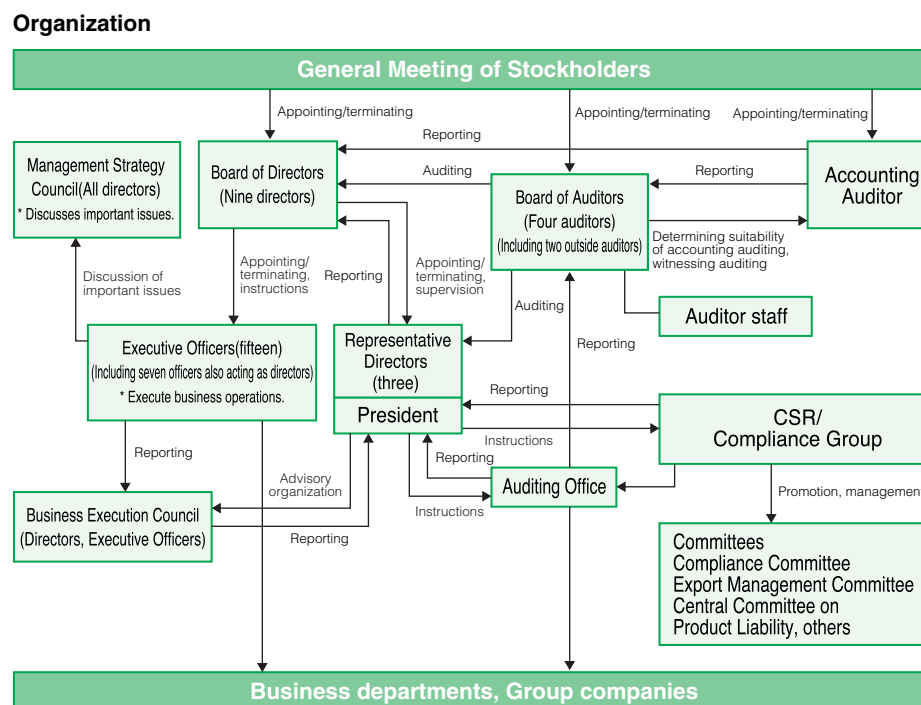 Organization
General Meeting of Stockholders
Appointing/terminating
Appointing/terminating
Appointing/terminating
Reporting
Management Strategy
Council(All directors)
* Discusses important issues.
Board of Directors
(Nine directors)
Auditing
Board of Auditors
(Four auditors)
(Including two outside auditors)
Reporting
Accounting
Auditor
Determining suitability
of accounting auditing,
witnessing auditing
Discussion of
important issues
Appointing/
terminating,
instructions
Reporting
Appointing/
terminating,
supervision
Auditing
Auditor staff
Reporting
Executive Officers(fifteen)
(Including seven officers also acting as directors)
* Execute business operations.
Representative
Directors
(three)
President
Reporting
Instructions
CSR/
Compliance Group
Reporting
Advisory
organization
Reporting
Auditing Office
Instructions
Promotion, management
Business Execution Council
(Directors, Executive Officers)
Reporting
Committees
Compliance Committee
Export Management Committee
Central Committee on
Product Liability, others
Business departments, Group companies